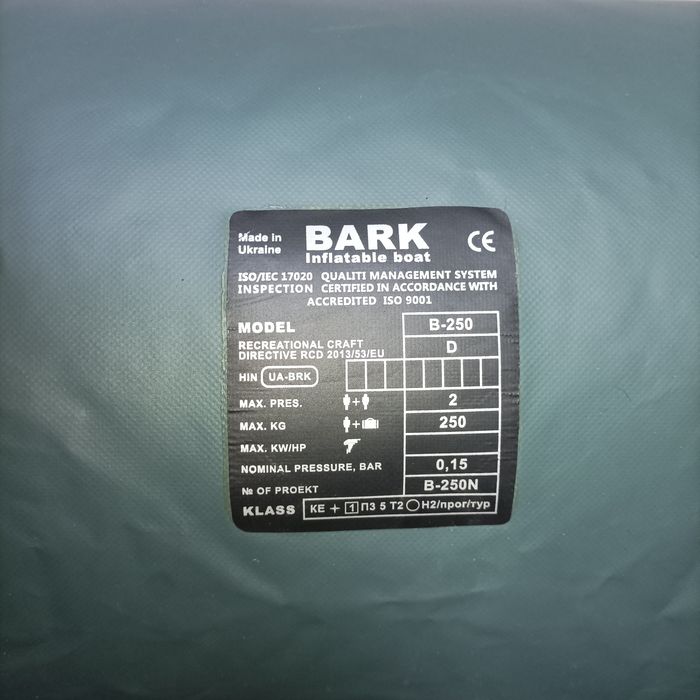 Made in
Ukraine
BARK
Inflatable boat
CE
ISO/IEC 17020 QUALITI MANAGEMENT SYSTEM
INSPECTION CERTIFIED IN ACCORDANCE WITH
ACCREDITED ISO 9001
MODEL B-250
RECREATIONAL CRAFT
DIRECTIVE RCD 2013/53/EU D
HIN UA-BRK
MAX. PRES. + 2
MAX. KG + 250
MAX. KW/HP
NOMINAL PRESSURE, BAR 0,15
№ OF PROEKT B-250N
KLASS KE + 1 ПЗ 5 T2 Н2/прог/тур